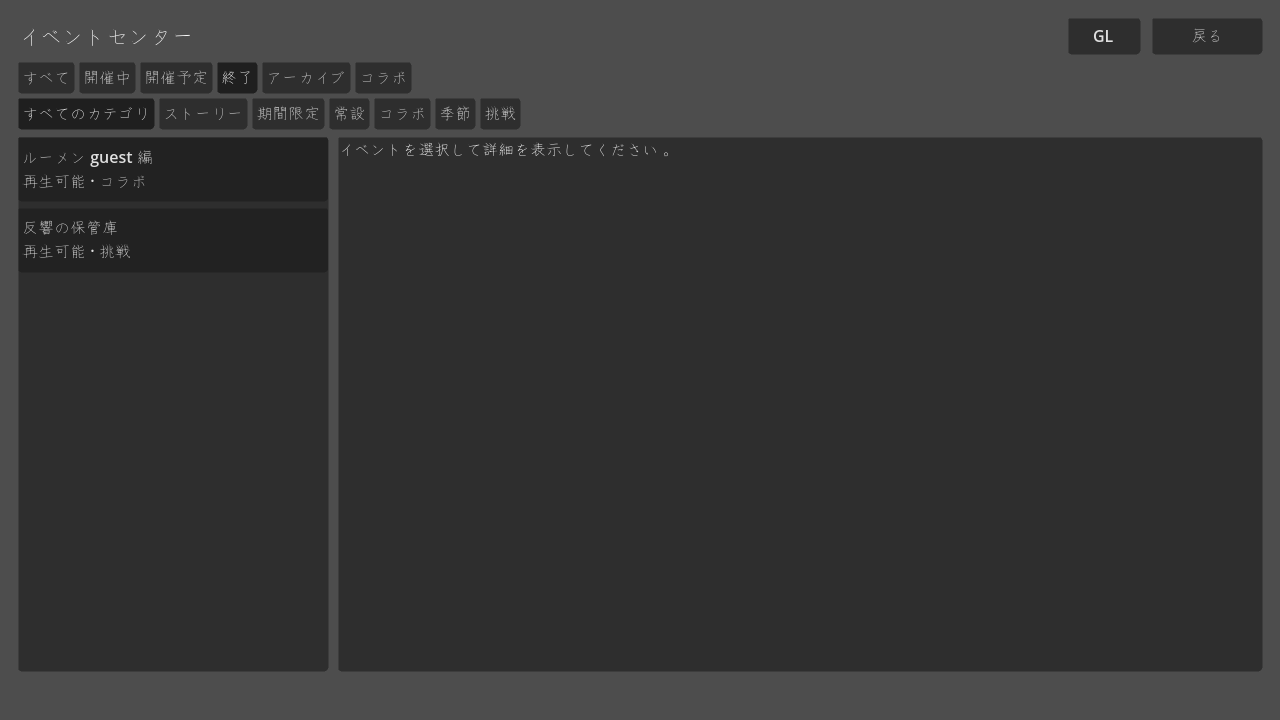 イベントセンター
GL
戻る
すべて 開催中 開催予定 終了 アーカイブ コラボ
すべてのカテゴリ ストーリー 期間限定 常設 コラボ 季節 挑戦
ルーメン guest 編
再生可能・コラボ
反響の保管庫
再生可能・挑戦
イベントを選択して詳細を表示してください。